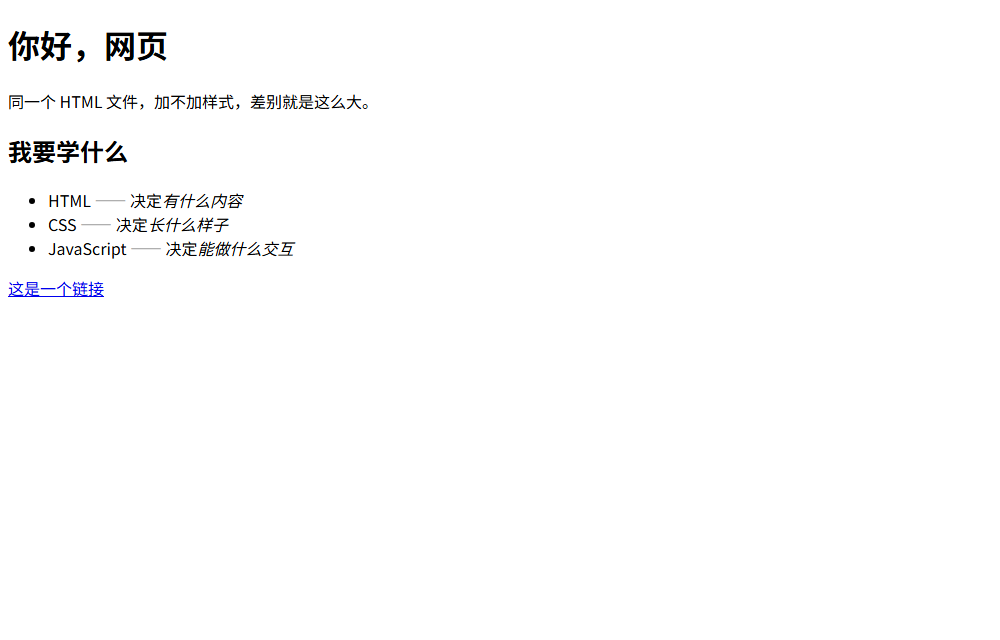 你好，网页
同一个 HTML 文件，加不加样式，差别就是这么大。
我要学什么
HTML —— 决定有什么内容
CSS —— 决定长什么样子
JavaScript —— 决定能做什么交互
这是一个链接